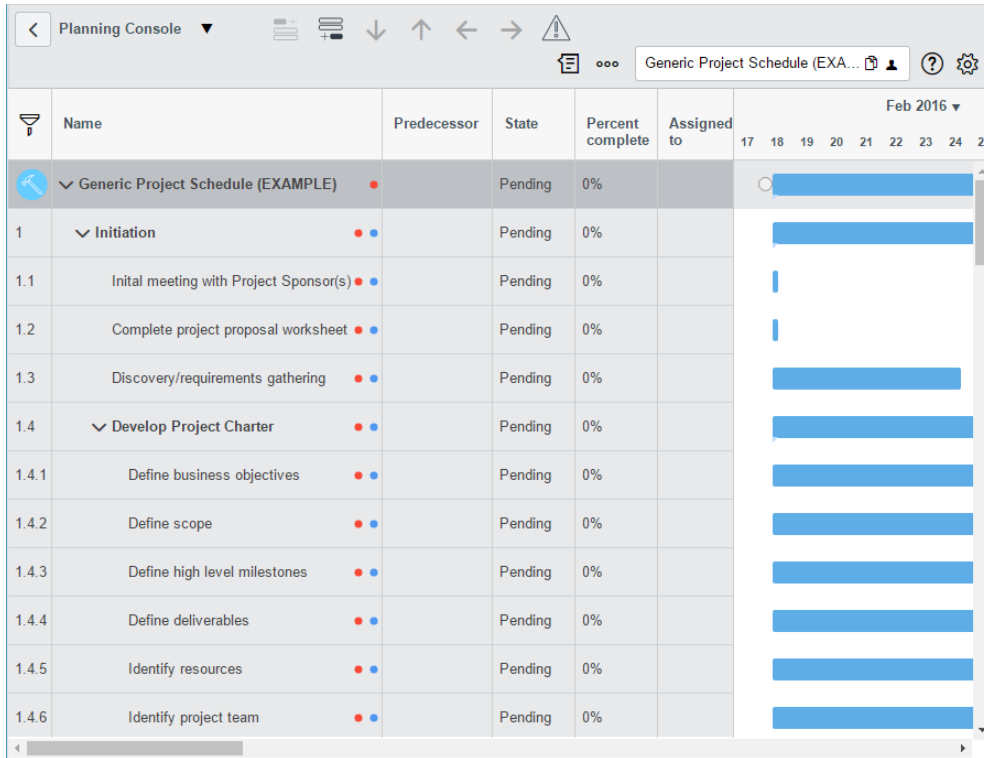 Planning Console ▼
Generic Project Schedule (EXA...
Name Predecessor State Percent complete Assigned to Feb 2016 ▾
17 18 19 20 21 22 23 24 2
Generic Project Schedule (EXAMPLE) Pending 0%
1 Initiation Pending 0%
1.1 Inital meeting with Project Sponsor(s) Pending 0%
1.2 Complete project proposal worksheet Pending 0%
1.3 Discovery/requirements gathering Pending 0%
1.4 Develop Project Charter Pending 0%
1.4.1 Define business objectives Pending 0%
1.4.2 Define scope Pending 0%
1.4.3 Define high level milestones Pending 0%
1.4.4 Define deliverables Pending 0%
1.4.5 Identify resources Pending 0%
1.4.6 Identify project team Pending 0%